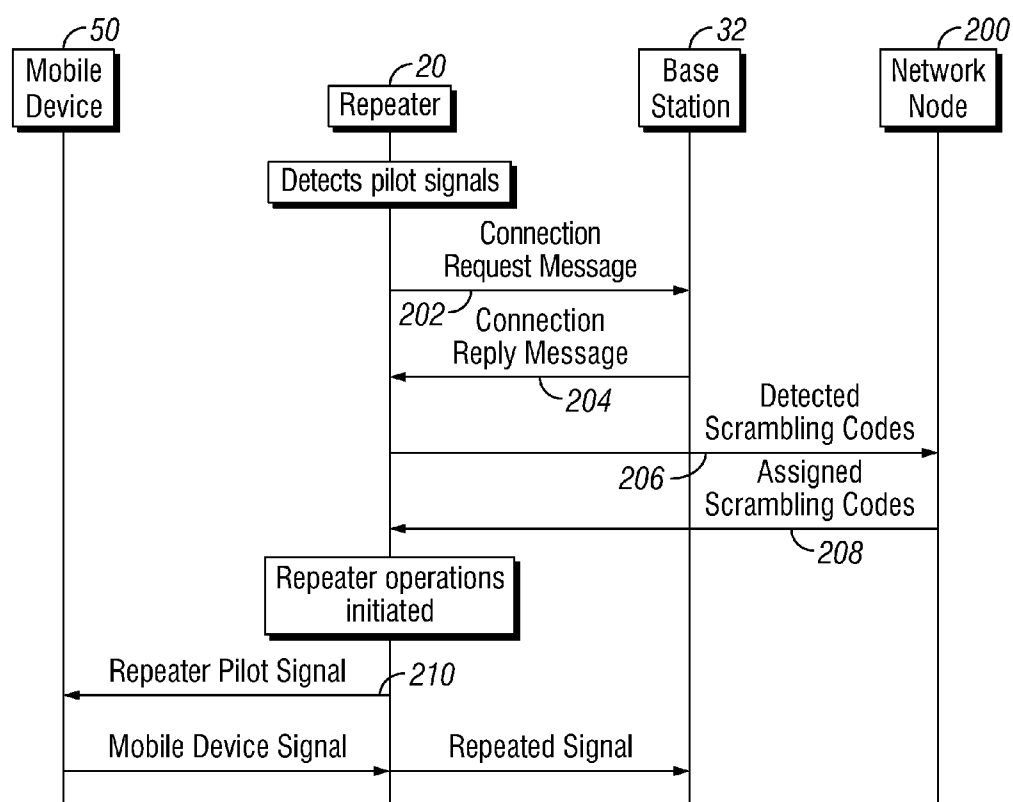 50
Mobile
Device
20
Repeater
32
Base
Station
200
Network
Node
Detects pilot signals
Connection
Request Message
202
Connection
Reply Message
204
Detected
Scrambling Codes
206
Assigned
Scrambling Codes
208
Repeater operations
initiated
Repeater Pilot Signal
210
Mobile Device Signal
Repeated Signal